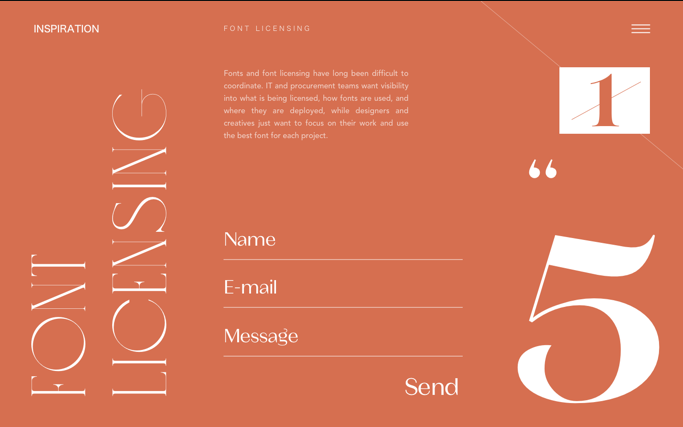 INSPIRATION
FONT LICENSING
Fonts and font licensing have long been difficult to
coordinate. IT and procurement teams want visibility
into what is being licensed, how fonts are used, and
where they are deployed, while designers and
creatives just want to focus on their work and use
the best font for each project.
FONT
LICENSING
Name
E-mail
Message
Send
1
“
5